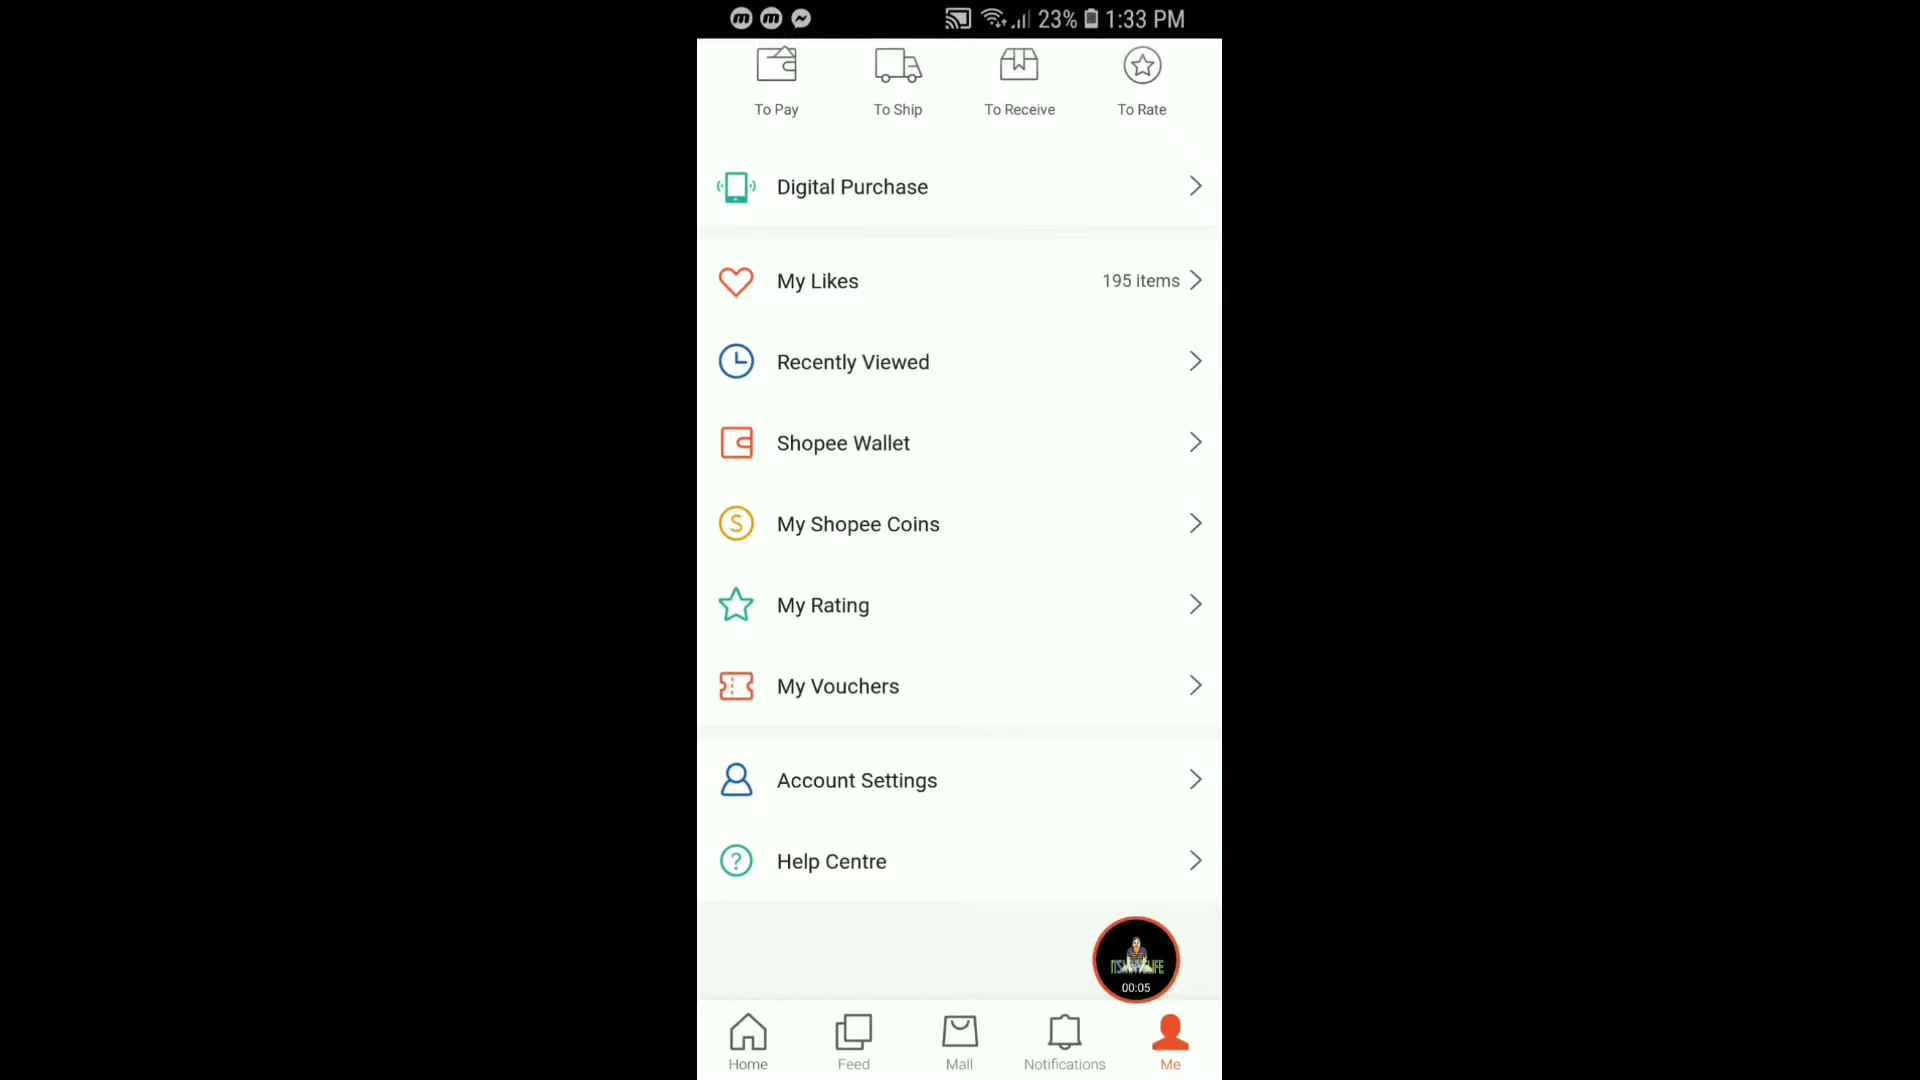 23% 1:33 PM
To Pay To Ship To Receive To Rate
Digital Purchase
My Likes 195 items
Recently Viewed
Shopee Wallet
My Shopee Coins
My Rating
My Vouchers
Account Settings
Help Centre
00:05
Home Feed Mall Notifications Me